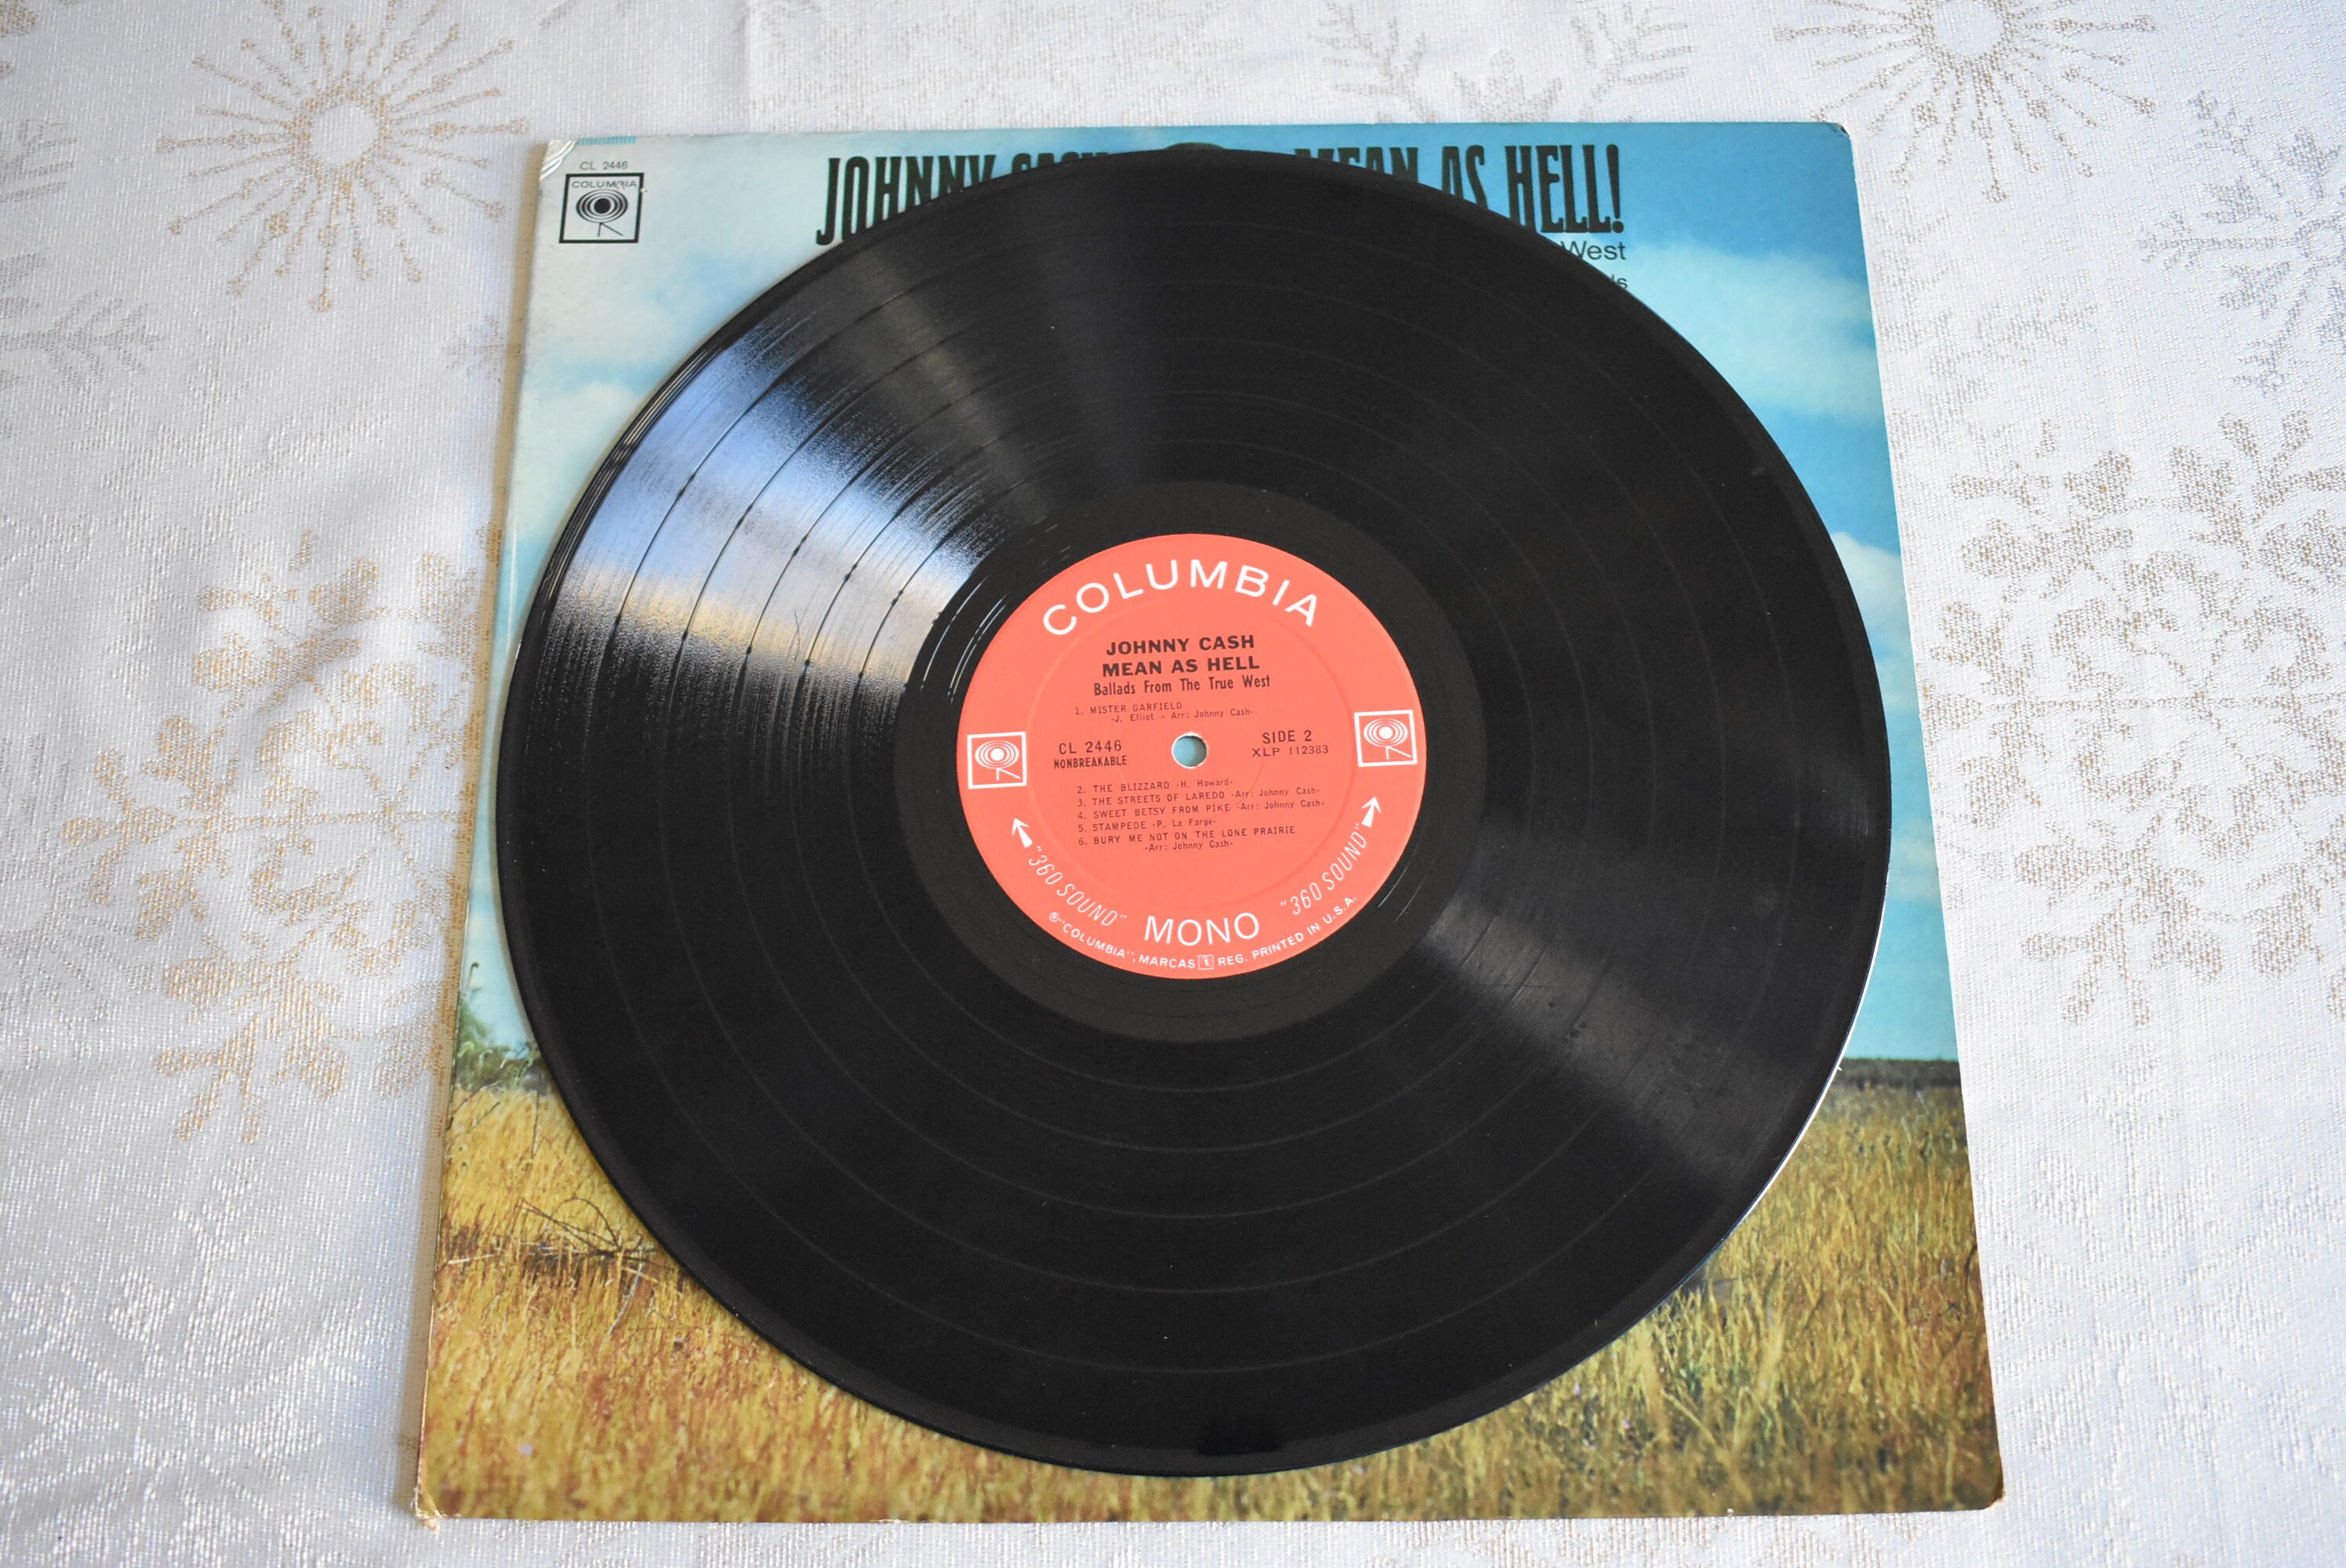 CL 2446
COLUMBIA
JOHNNY CASH MEAN AS HELL!
West
COLUMBIA
JOHNNY CASH
MEAN AS HELL
Ballads From The True West
1. MISTER GARFIELD
-J. Elliot - Arr: Johnny Cash-
CL 2446
NONBREAKABLE
SIDE 2
XLP 112383
2. THE BLIZZARD -H. Howard-
3. THE STREETS OF LAREDO -Arr: Johnny Cash-
4. SWEET BETSY FROM PIKE -Arr: Johnny Cash-
5. STAMPEDE -P. La Farge-
6. BURY ME NOT ON THE LONE PRAIRIE
-Arr: Johnny Cash-
"360 SOUND" MONO "360 SOUND"
"COLUMBIA", MARCAS REG. PRINTED IN U.S.A.